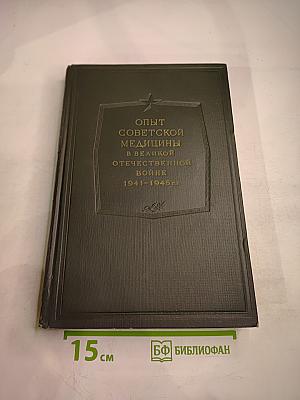 ОПЫТ
СОВЕТСКОЙ
МЕДИЦИНЫ
В ВЕЛИКОЙ
ОТЕЧЕСТВЕННОЙ
ВОЙНЕ
1941–1945 гг.
15 см
БФ БИБЛИОФАН